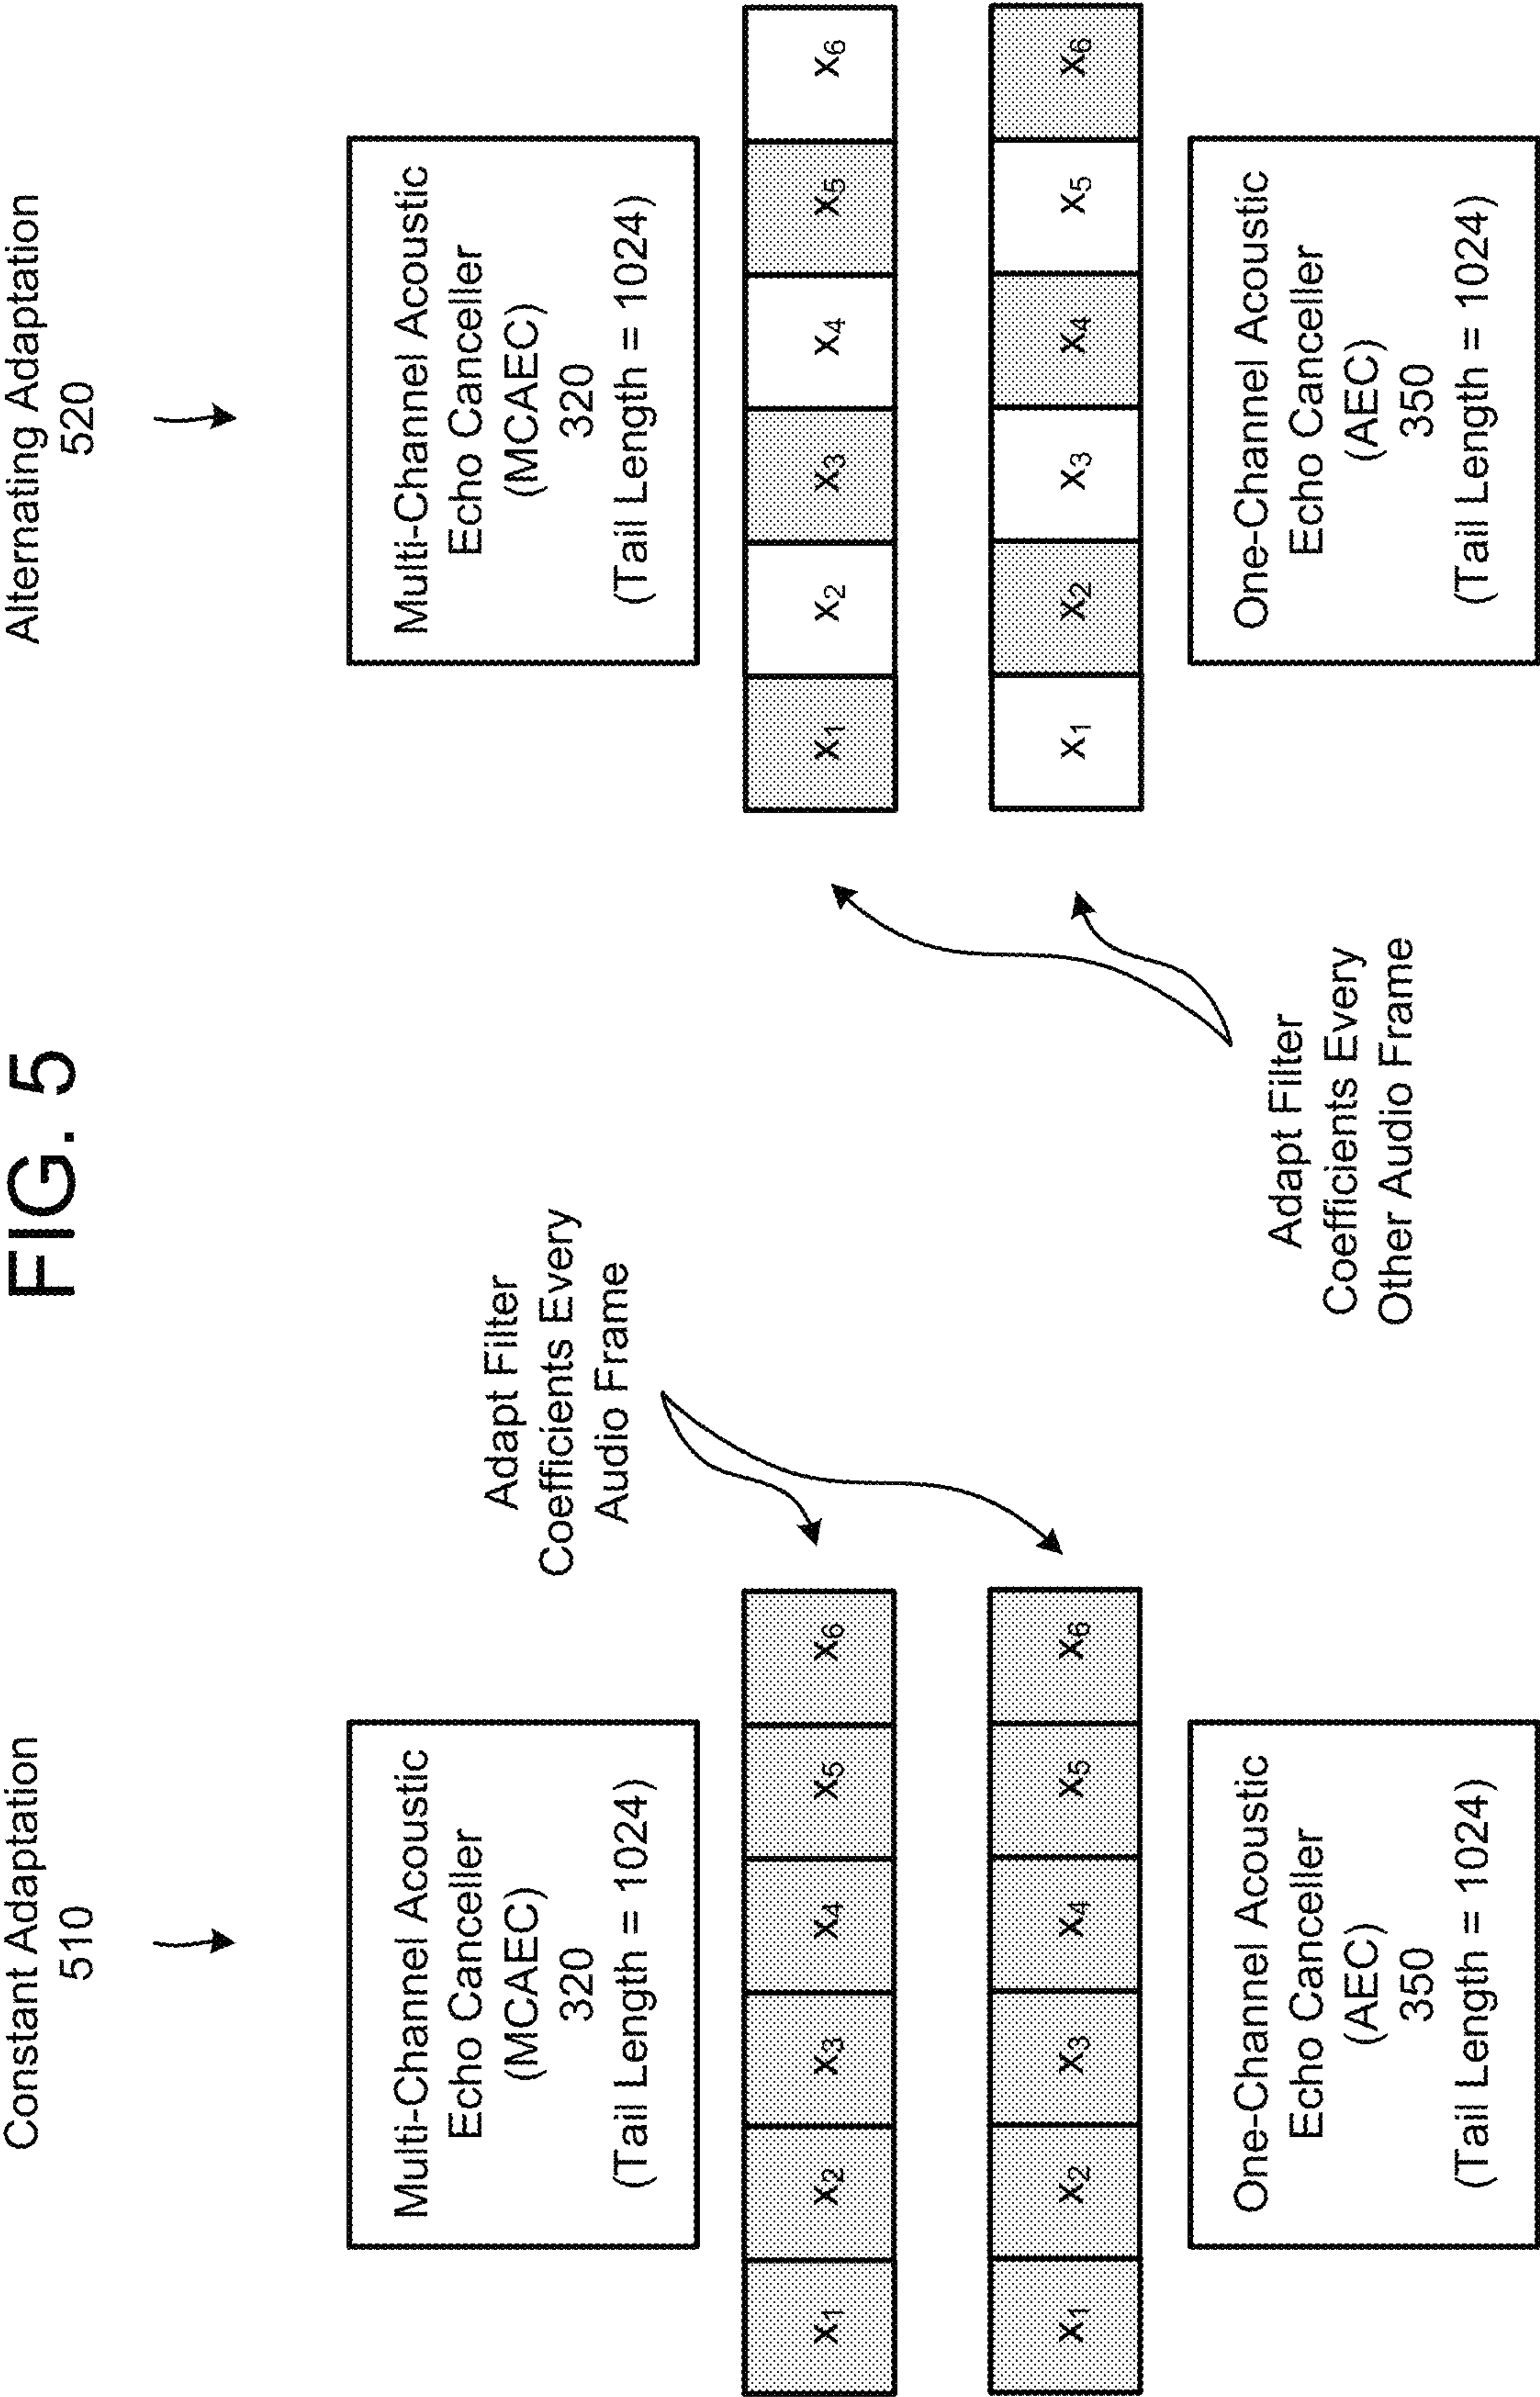 FIG. 5
Constant Adaptation
510
Multi-Channel Acoustic
Echo Canceller
(MCAEC)
320
(Tail Length = 1024)
X1 X2 X3 X4 X5 X6
X1 X2 X3 X4 X5 X6
One-Channel Acoustic
Echo Canceller
(AEC)
350
(Tail Length = 1024)
Adapt Filter
Coefficients Every
Audio Frame
Alternating Adaptation
520
Multi-Channel Acoustic
Echo Canceller
(MCAEC)
320
(Tail Length = 1024)
X1 X2 X3 X4 X5 X6
X1 X2 X3 X4 X5 X6
One-Channel Acoustic
Echo Canceller
(AEC)
350
(Tail Length = 1024)
Adapt Filter
Coefficients Every
Other Audio Frame